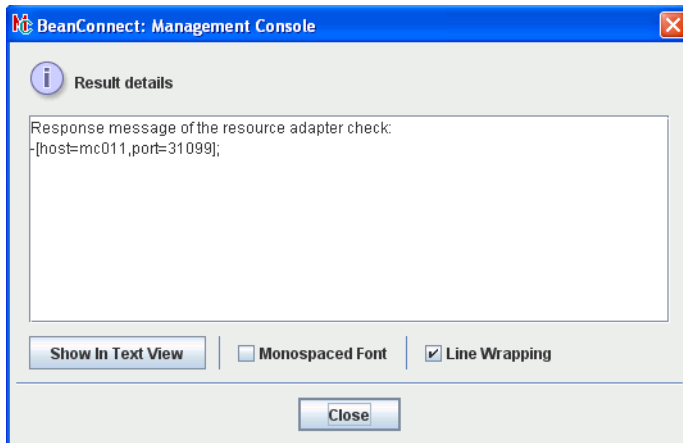 BeanConnect: Management Console
Result details
Response message of the resource adapter check:
-[host=mc011,port=31099];
Show In Text View
Monospaced Font
Line Wrapping
Close